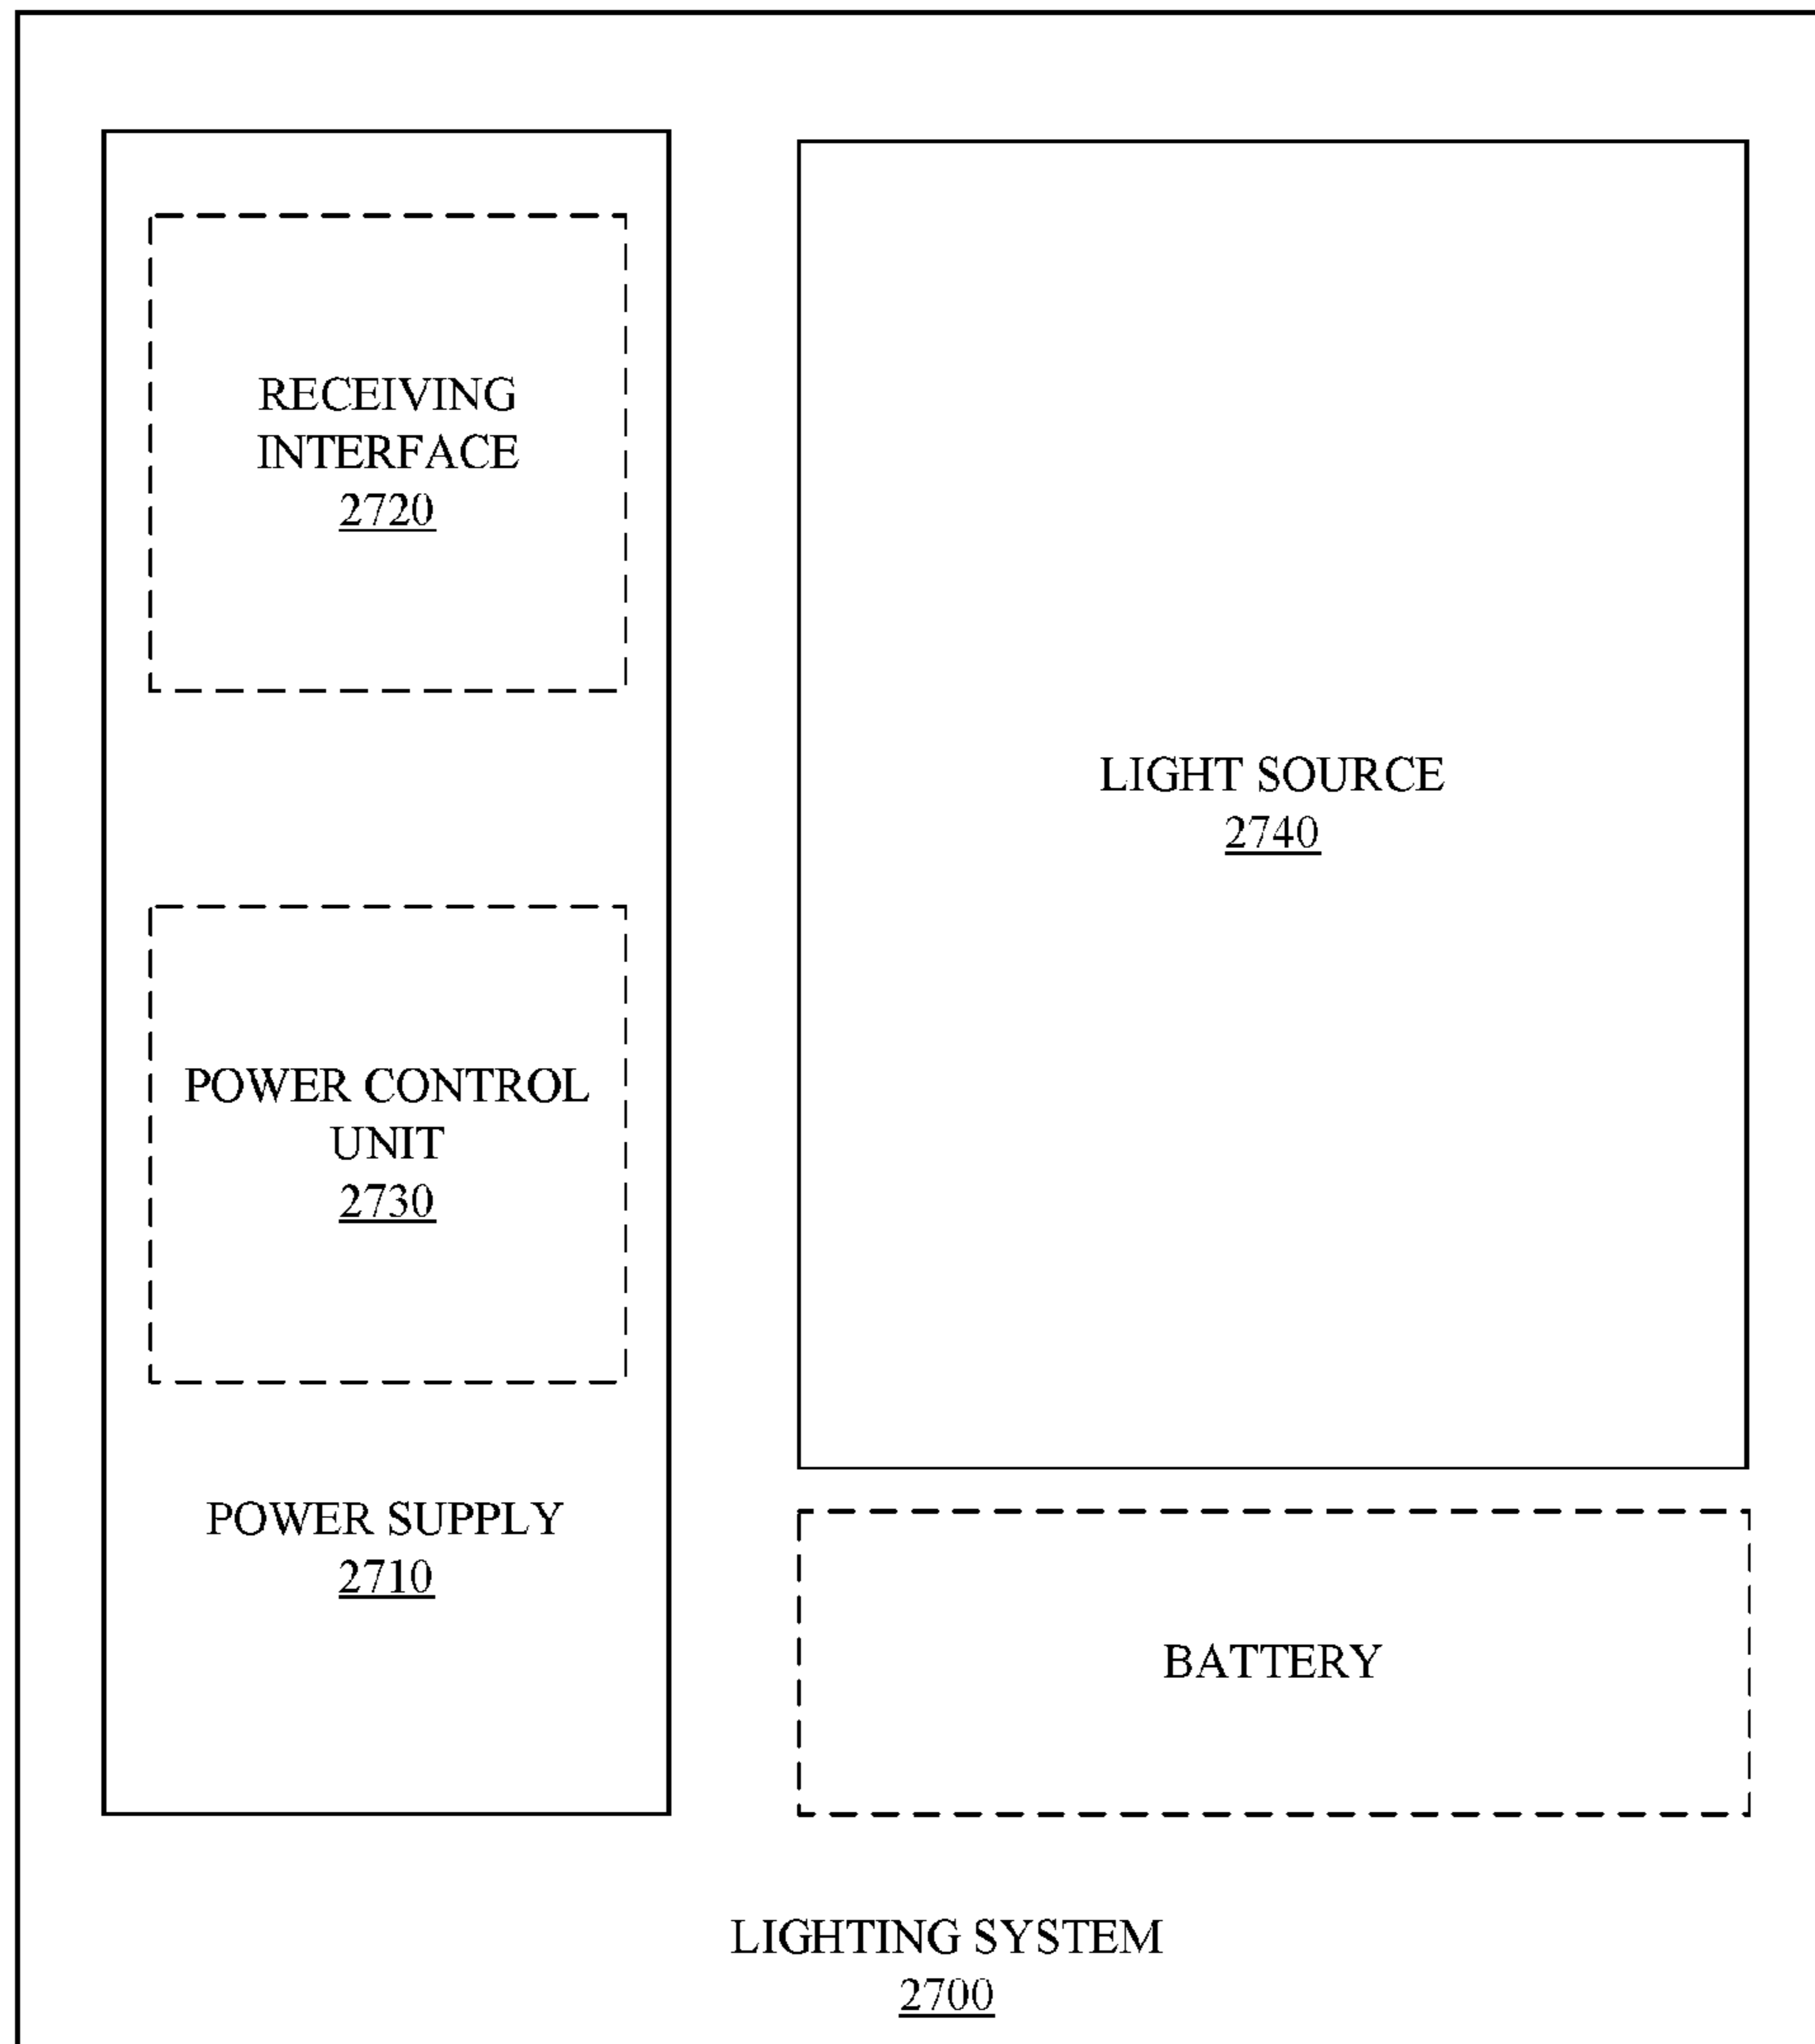 RECEIVING
INTERFACE
2720
POWER CONTROL
UNIT
2730
POWER SUPPLY
2710
LIGHT SOURCE
2740
BATTERY
LIGHTING SYSTEM
2700